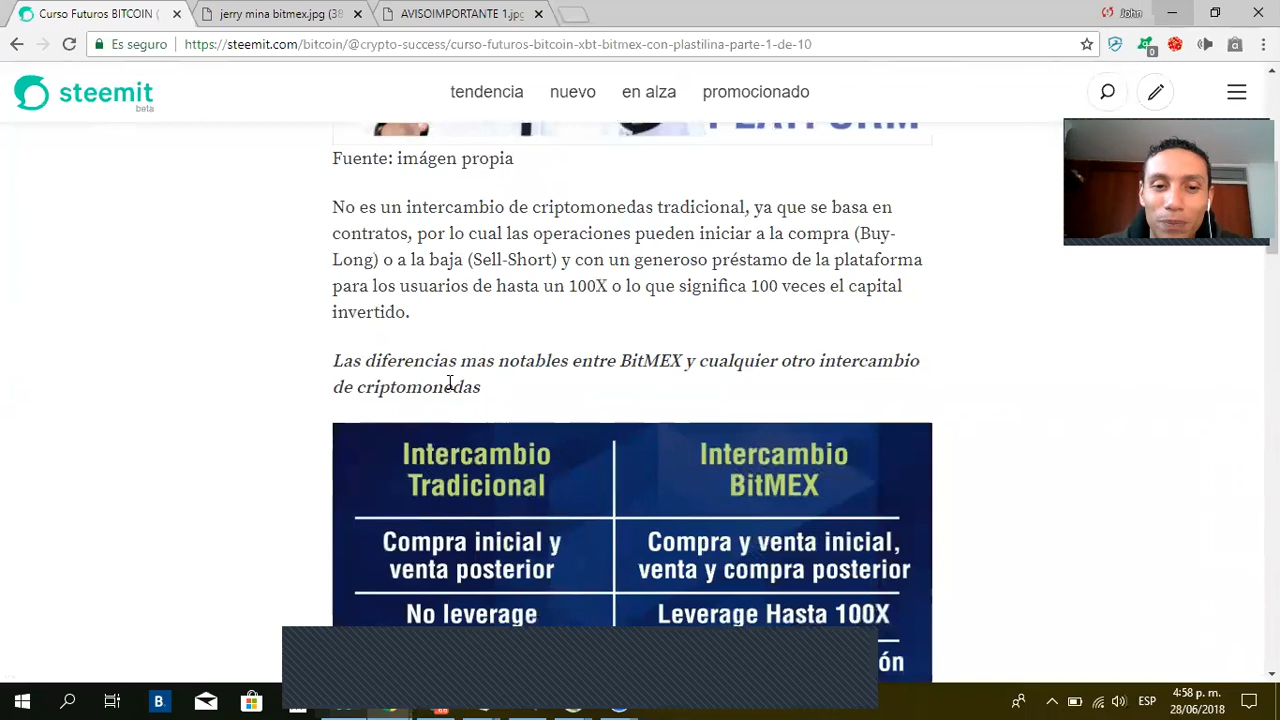 Curso Futuros BITCOIN (
jerry mina bitmex.jpg (38
AVISOIMPORTANTE 1.jpg
John
Es seguro
https://steemit.com/bitcoin/@crypto-success/curso-futuros-bitcoin-xbt-bitmex-con-plastilina-parte-1-de-10
0
steemit
beta
tendencia
nuevo
en alza
promocionado
PLATFORM
Fuente: imágen propia
No es un intercambio de criptomonedas tradicional, ya que se basa en
contratos, por lo cual las operaciones pueden iniciar a la compra (Buy-
Long) o a la baja (Sell-Short) y con un generoso préstamo de la plataforma
para los usuarios de hasta un 100X o lo que significa 100 veces el capital
invertido.
Las diferencias mas notables entre BitMEX y cualquier otro intercambio
de criptomonedas
Intercambio
Tradicional
Intercambio
BitMEX
Compra inicial y
venta posterior
Compra y venta inicial,
venta y compra posterior
No leverage
Leverage Hasta 100X
ón
B.
ESP
4:58 p. m.
28/06/2018